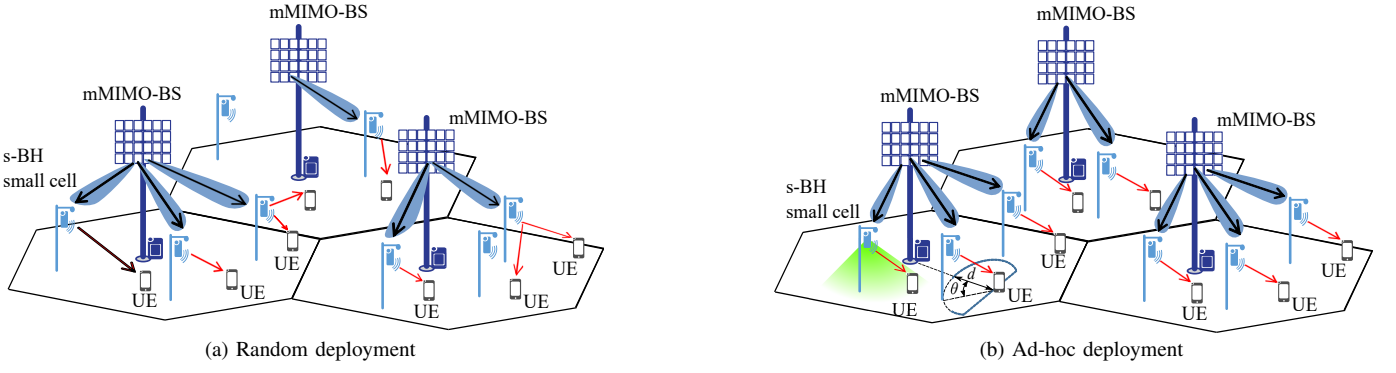 mMIMO-BS
mMIMO-BS
mMIMO-BS
s-BH
small cell
UE
UE
UE
UE
UE
UE
(a) Random deployment
mMIMO-BS
mMIMO-BS
mMIMO-BS
s-BH
small cell
UE
UE
d
θ
UE
UE
UE
UE
(b) Ad-hoc deployment